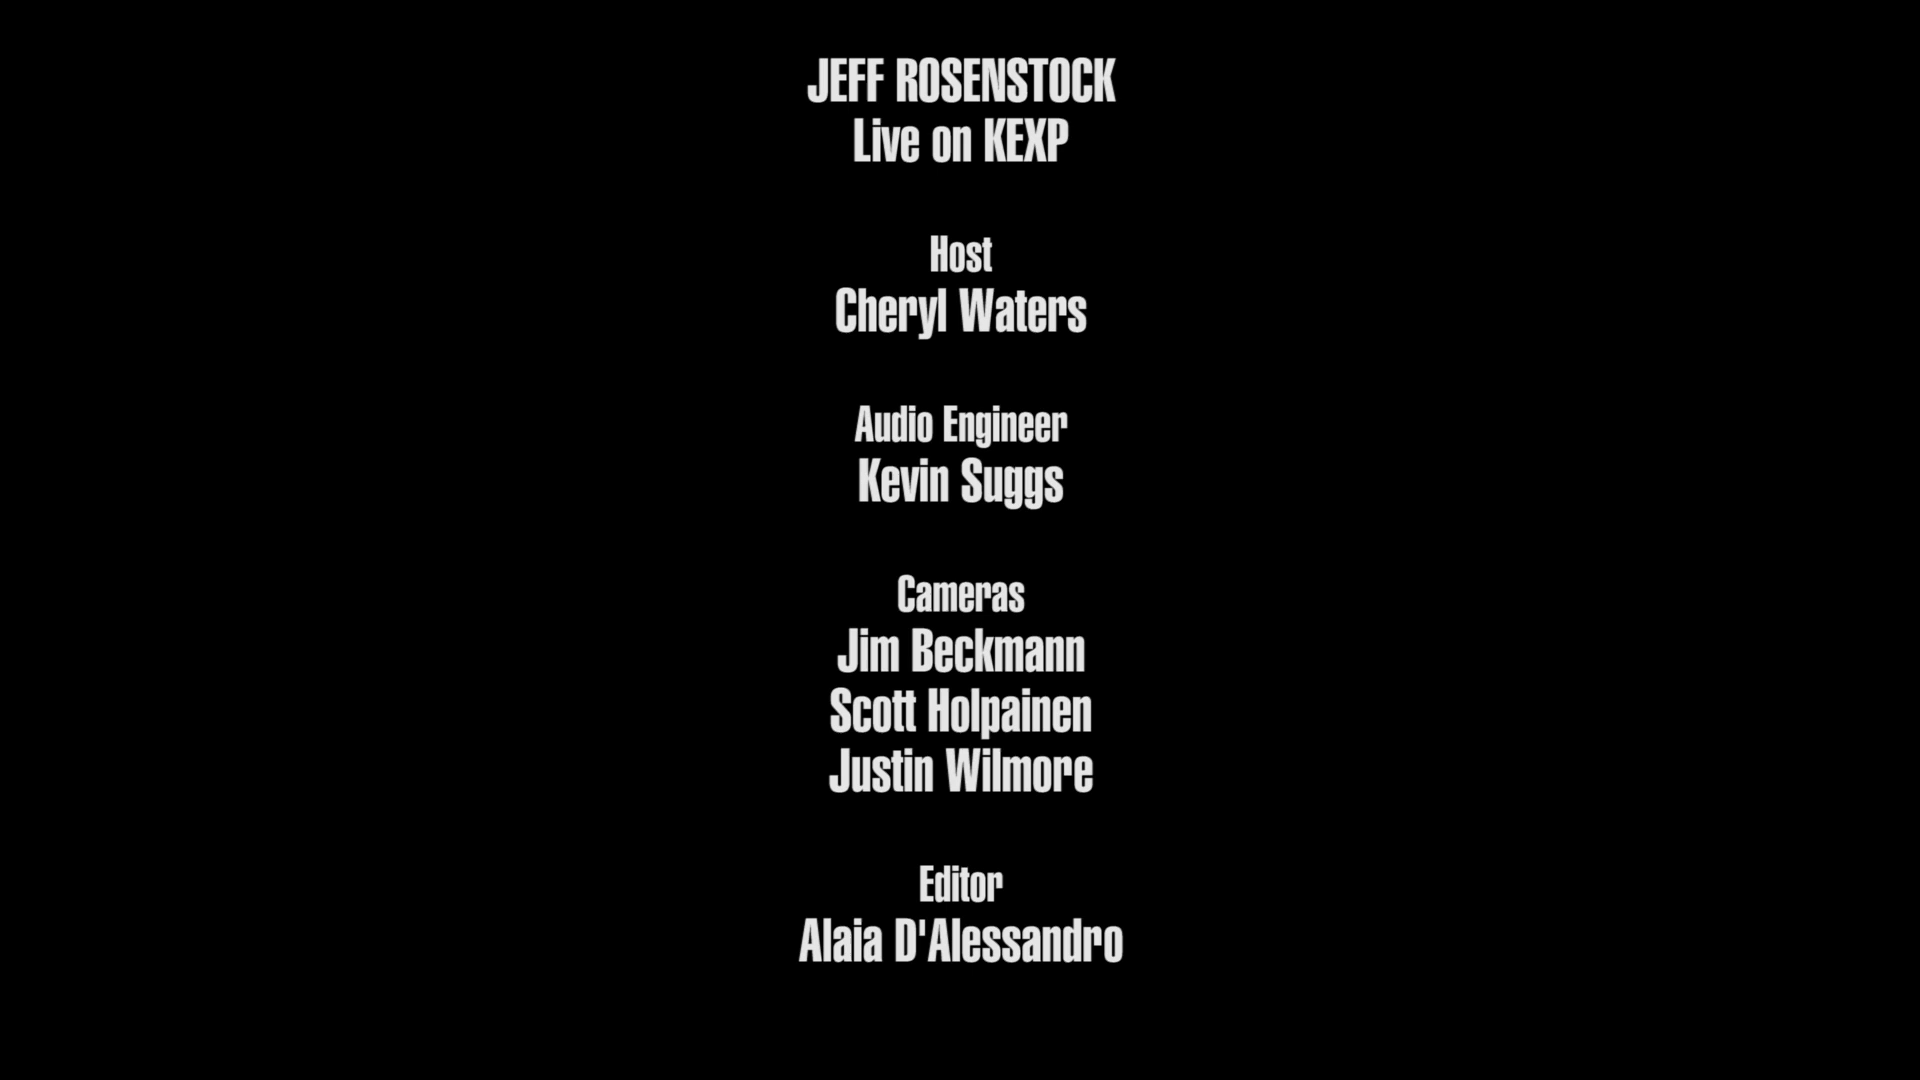 JEFF ROSENSTOCK
Live on KEXP
Host
Cheryl Waters
Audio Engineer
Kevin Suggs
Cameras
Jim Beckmann
Scott Holpainen
Justin Wilmore
Editor
Alaia D'Alessandro